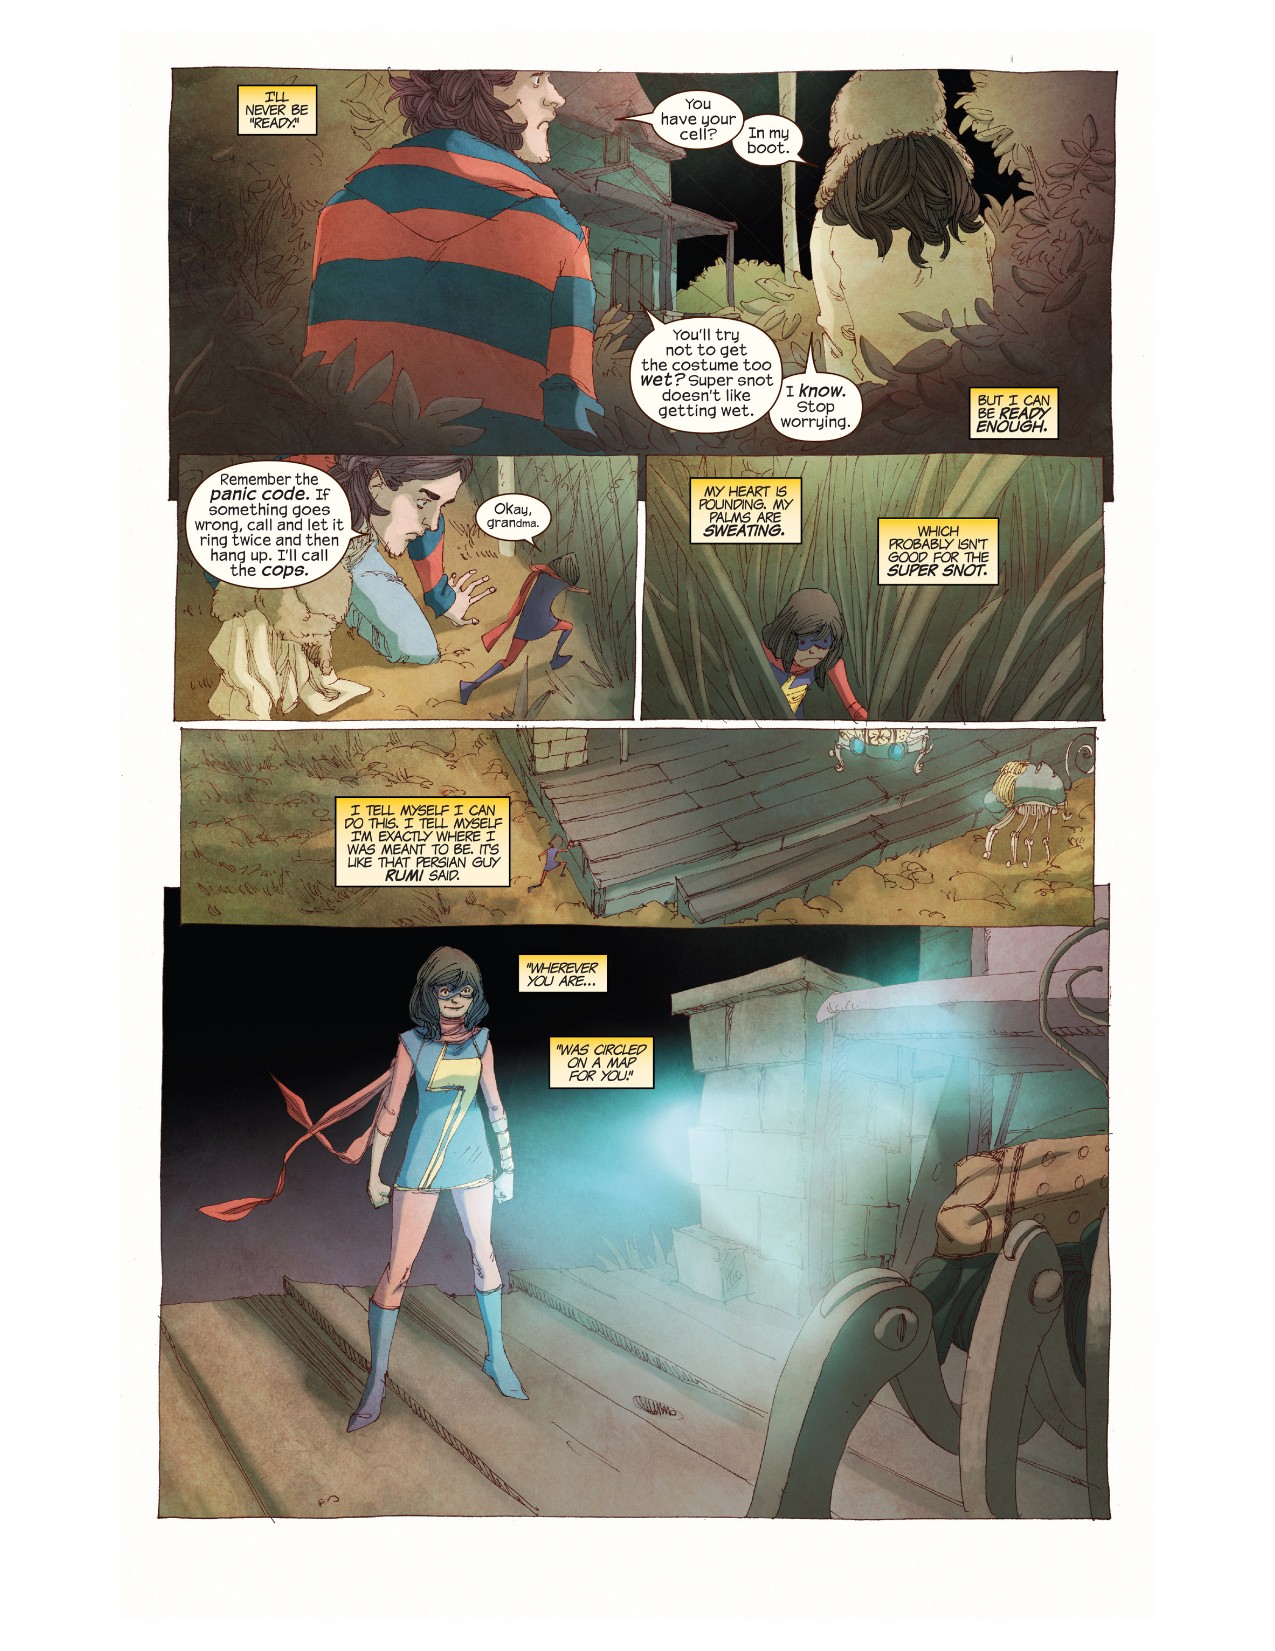 I'LL
NEVER BE
"READY."
You
have your
cell?
In my
boot.
You'll try
not to get
the costume too
wet? Super snot
doesn't like
getting wet.
I know.
Stop
worrying.
BUT I CAN
BE READY
ENOUGH.
Remember the
panic code. If
something goes
wrong, call and let it
ring twice and then
hang up. I'll call
the cops.
Okay,
grandma.
MY HEART IS
POUNDING. MY
PALMS ARE
SWEATING.
WHICH
PROBABLY ISN'T
GOOD FOR THE
SUPER SNOT.
I TELL MYSELF I CAN
DO THIS. I TELL MYSELF
I'M EXACTLY WHERE I
WAS MEANT TO BE. IT'S
LIKE THAT PERSIAN GUY
RUMI SAID.
"WHEREVER
YOU ARE...
"WAS CIRCLED
ON A MAP
FOR YOU."